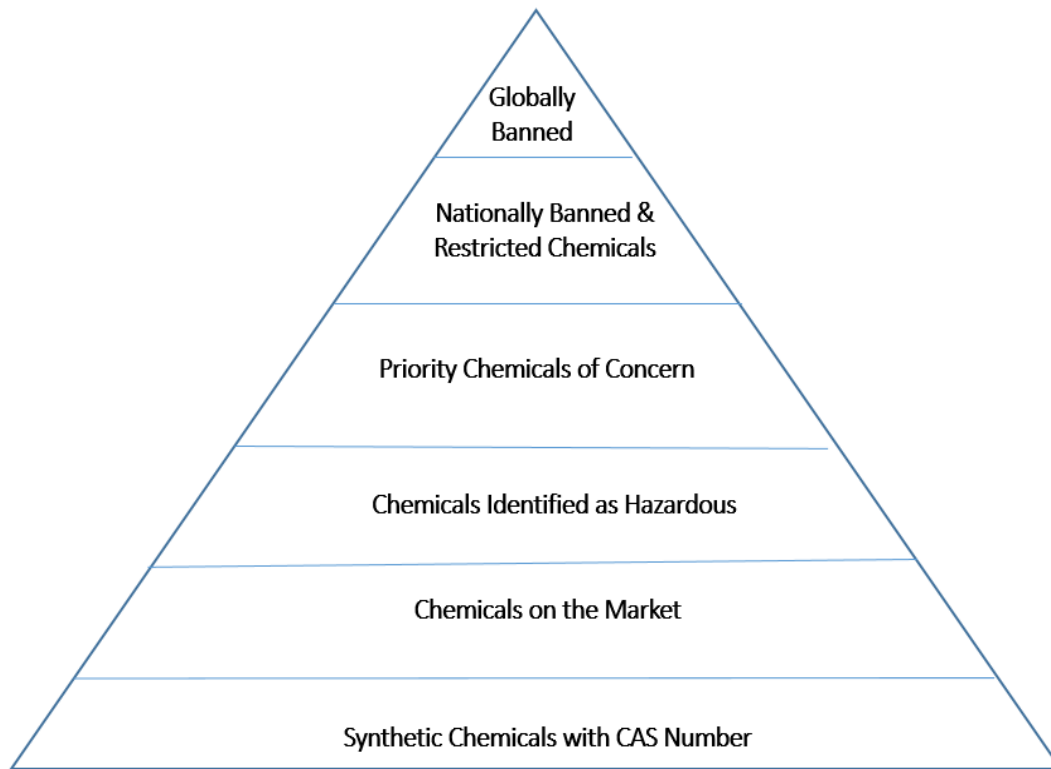 Globally
Banned
Nationally Banned &
Restricted Chemicals
Priority Chemicals of Concern
Chemicals Identified as Hazardous
Chemicals on the Market
Synthetic Chemicals with CAS Number